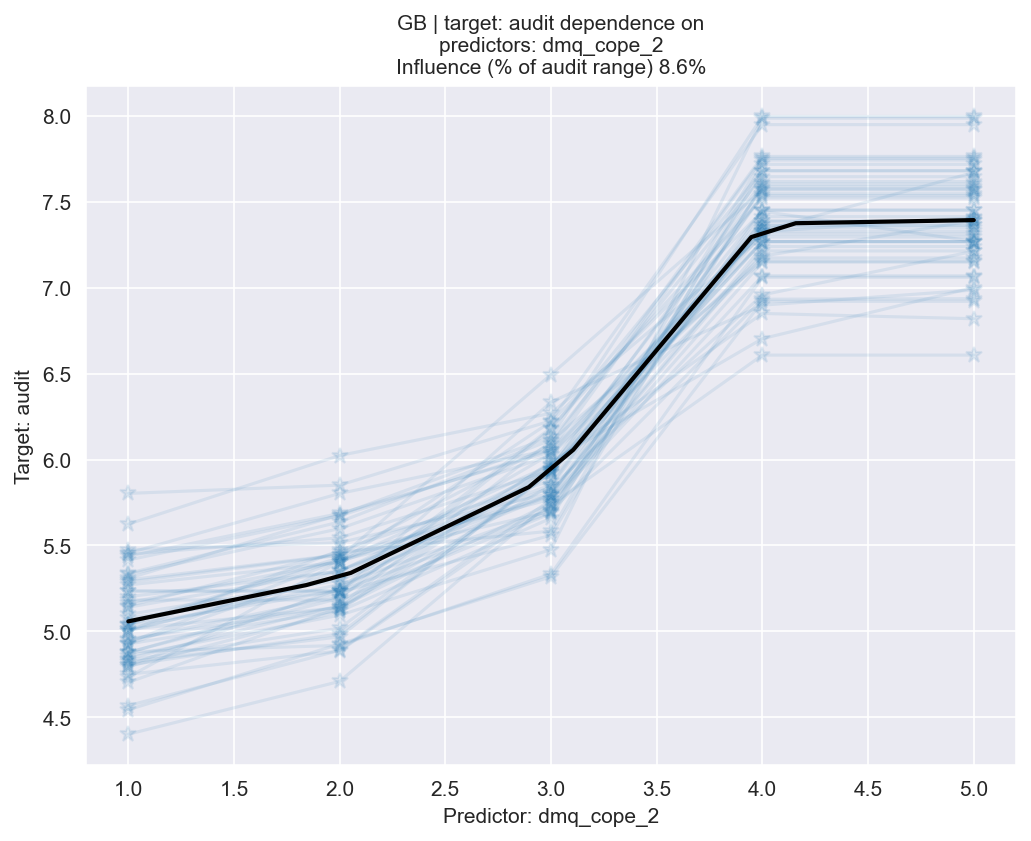 GB | target: audit dependence on
predictors: dmq_cope_2
Influence (% of audit range) 8.6%
8.0
7.5
7.0
6.5
6.0
5.5
5.0
4.5
Target: audit
1.0 1.5 2.0 2.5 3.0 3.5 4.0 4.5 5.0
Predictor: dmq_cope_2